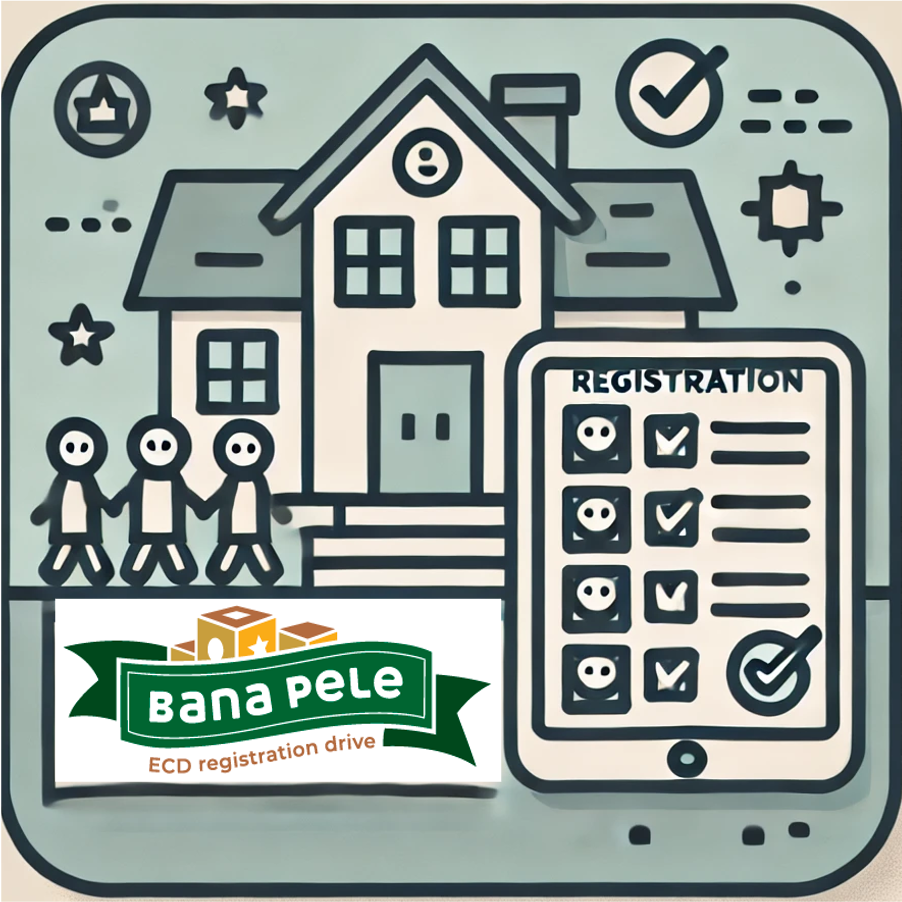 REGISTRATION
Bana Pele
ECD registration drive